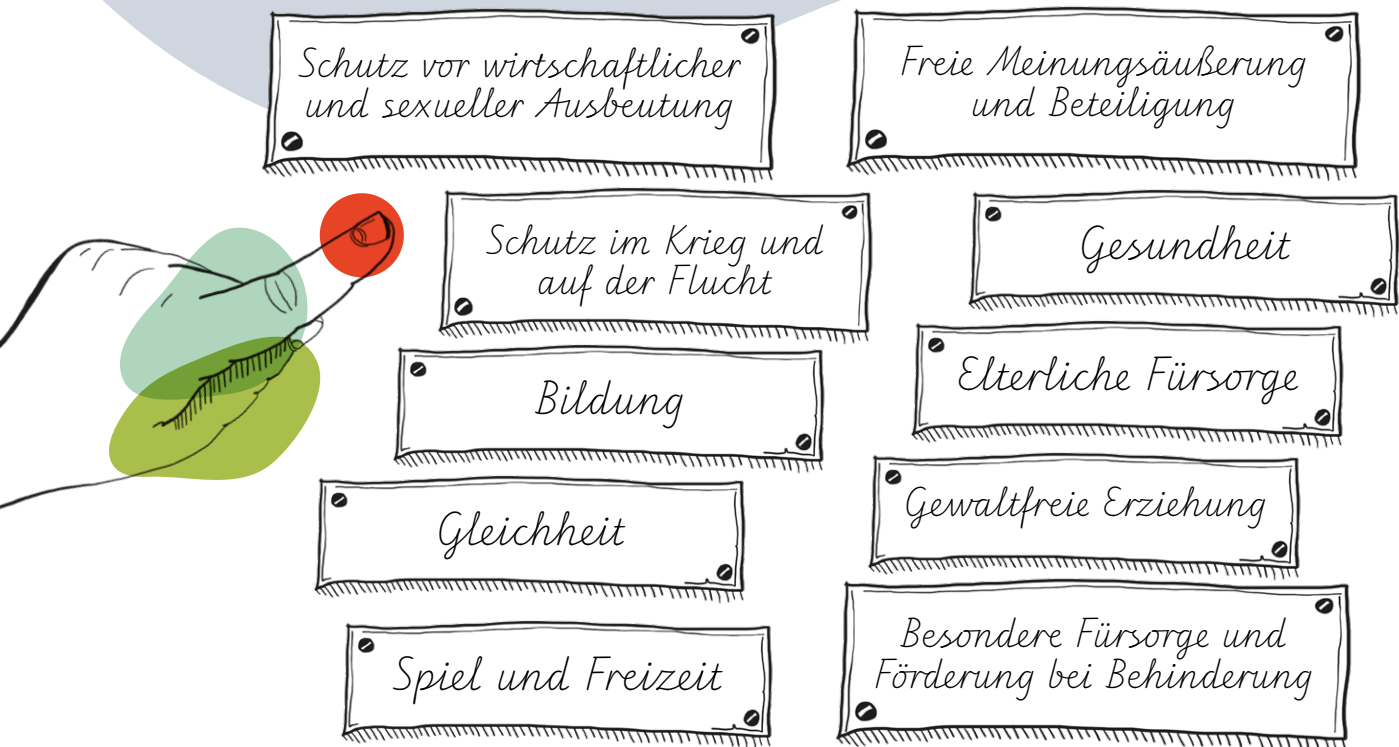 Schutz vor wirtschaftlicher
und sexueller Ausbeutung
Freie Meinungsäußerung
und Beteiligung
Schutz im Krieg und
auf der Flucht
Gesundheit
Bildung
Elterliche Fürsorge
Gleichheit
Gewaltfreie Erziehung
Spiel und Freizeit
Besondere Fürsorge und
Förderung bei Behinderung